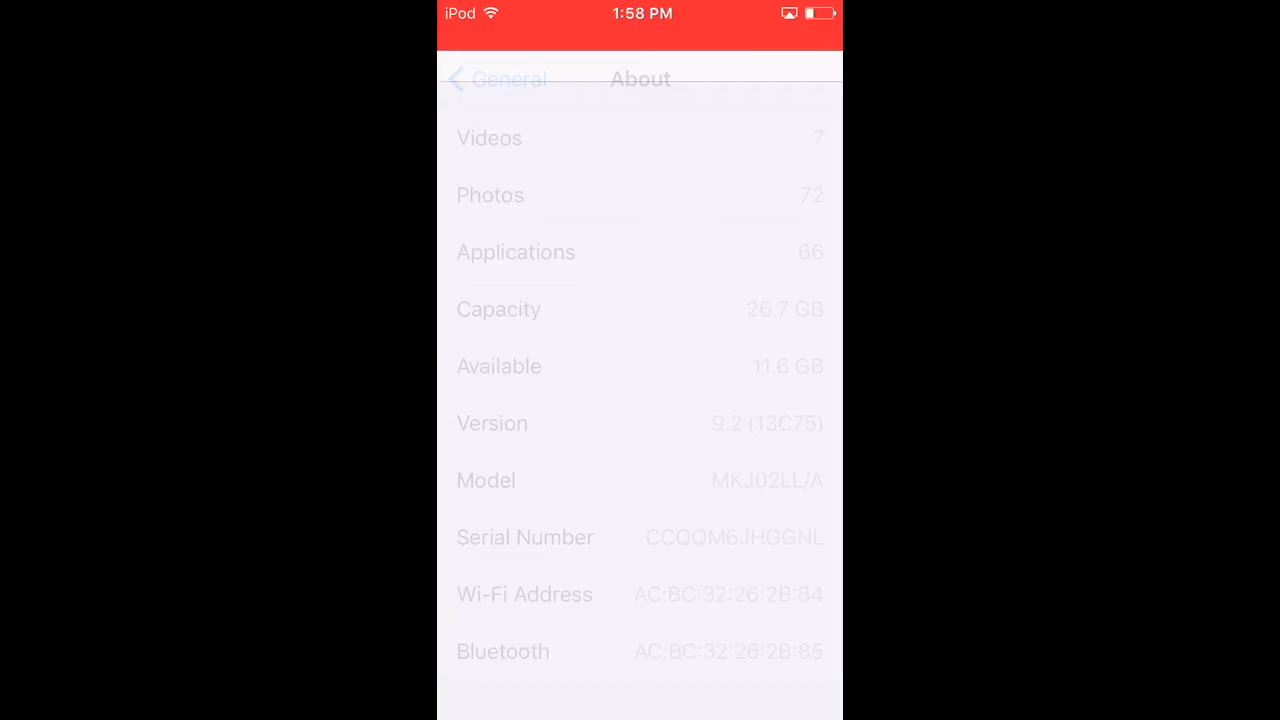 iPod 1:58 PM
General About
Videos 7
Photos 72
Applications 66
Capacity 26.7 GB
Available 11.6 GB
Version 9.2 (13C75)
Model MKJ02LL/A
Serial Number CCQQM6JHGGNL
Wi-Fi Address AC:BC:32:26:2B:84
Bluetooth AC:BC:32:26:2B:85